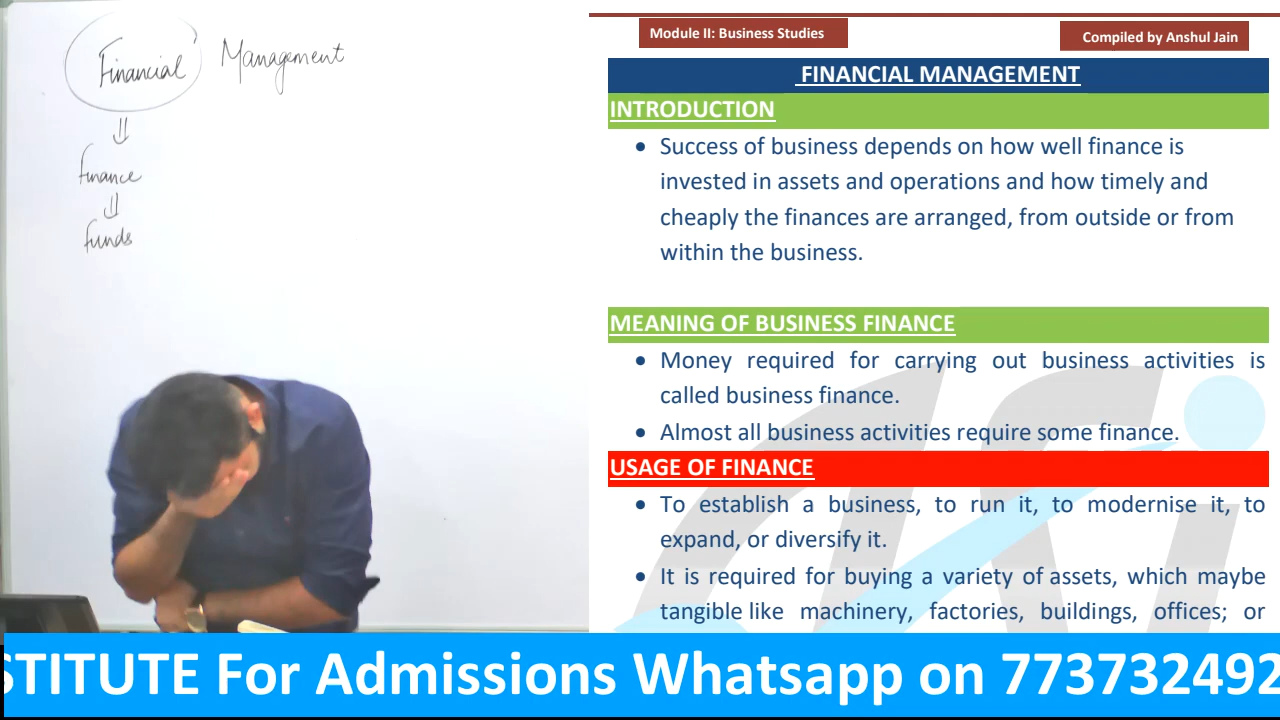 Financial Management
⇓
finance
⇓
funds
Module II: Business Studies
Compiled by Anshul Jain
FINANCIAL MANAGEMENT
INTRODUCTION
• Success of business depends on how well finance is
invested in assets and operations and how timely and
cheaply the finances are arranged, from outside or from
within the business.
MEANING OF BUSINESS FINANCE
• Money required for carrying out business activities is
called business finance.
• Almost all business activities require some finance.
USAGE OF FINANCE
• To establish a business, to run it, to modernise it, to
expand, or diversify it.
• It is required for buying a variety of assets, which maybe
tangible like machinery, factories, buildings, offices; or
STITUTE For Admissions Whatsapp on 773732492